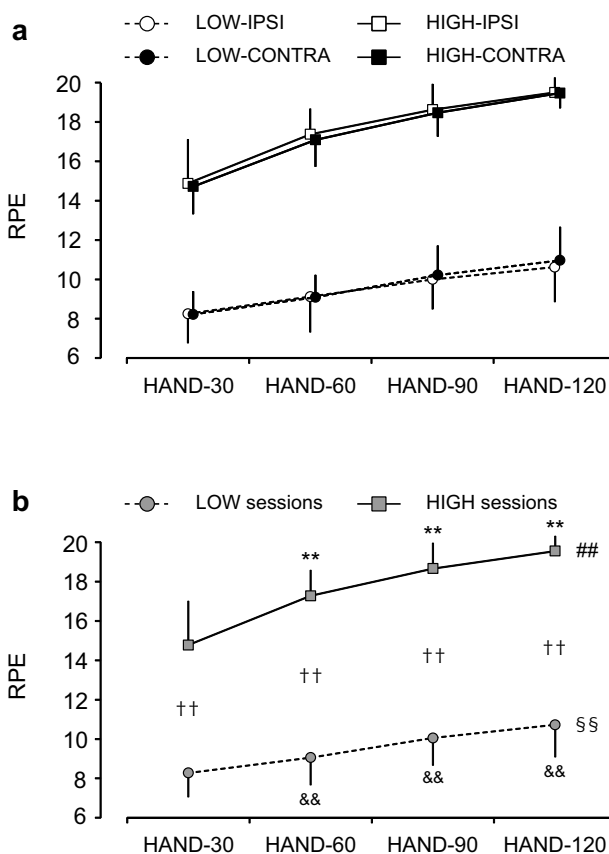 a
LOW-IPSI HIGH-IPSI
LOW-CONTRA HIGH-CONTRA
20
18
16
14
12
10
8
6
RPE
HAND-30 HAND-60 HAND-90 HAND-120
b
LOW sessions HIGH sessions
** ** **
20
18
16
14
12
10
8
6
RPE
##
†† †† †† ††
§§
&& && &&
HAND-30 HAND-60 HAND-90 HAND-120